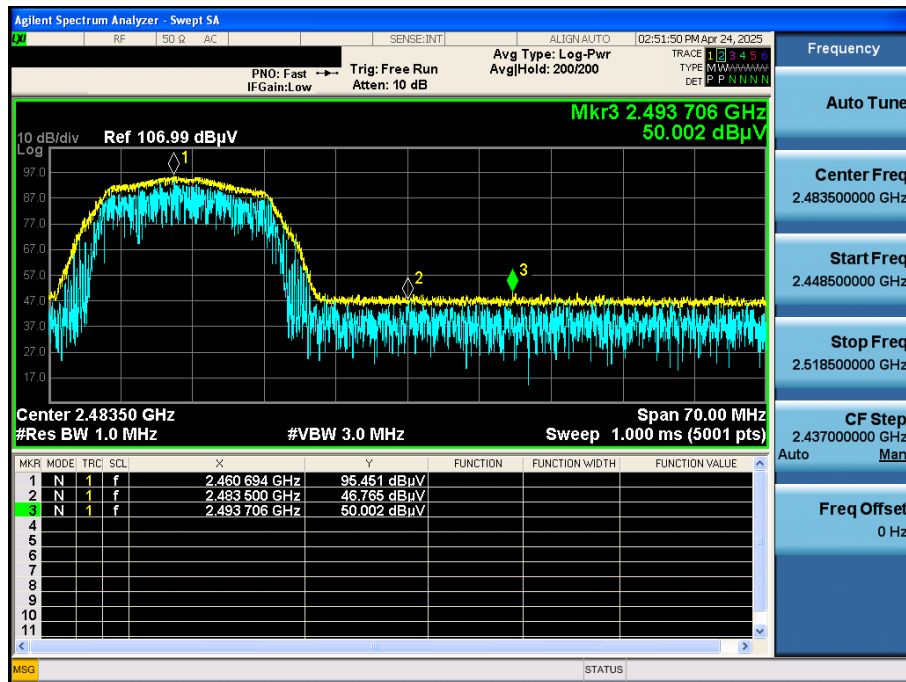 Agilent Spectrum Analyzer - Swept SA
LXI RF 50 Ω AC SENSE:INT ALIGN AUTO 02:51:50 PM Apr 24, 2025
PNO: Fast Trig: Free Run Avg Type: Log-Pwr TRACE 1 2 3 4 5 6
IFGain:Low Atten: 10 dB Avg|Hold: 200/200 TYPE MWWWWW
DET P P N N N N
Mkr3 2.493 706 GHz
50.002 dBµV
10 dB/div Ref 106.99 dBµV
Log
97.0
87.0
77.0
67.0
57.0
47.0
37.0
27.0
17.0
1
2
3
Center 2.48350 GHz Span 70.00 MHz
#Res BW 1.0 MHz #VBW 3.0 MHz Sweep 1.000 ms (5001 pts)
MKR MODE TRC SCL X Y FUNCTION FUNCTION WIDTH FUNCTION VALUE
1 N 1 f 2.460 694 GHz 95.451 dBµV
2 N 1 f 2.483 500 GHz 46.765 dBµV
3 N 1 f 2.493 706 GHz 50.002 dBµV
4
5
6
7
8
9
10
11
MSG STATUS
Frequency
Auto Tune
Center Freq
2.483500000 GHz
Start Freq
2.448500000 GHz
Stop Freq
2.518500000 GHz
CF Step
2.437000000 GHz
Auto Man
Freq Offset
0 Hz